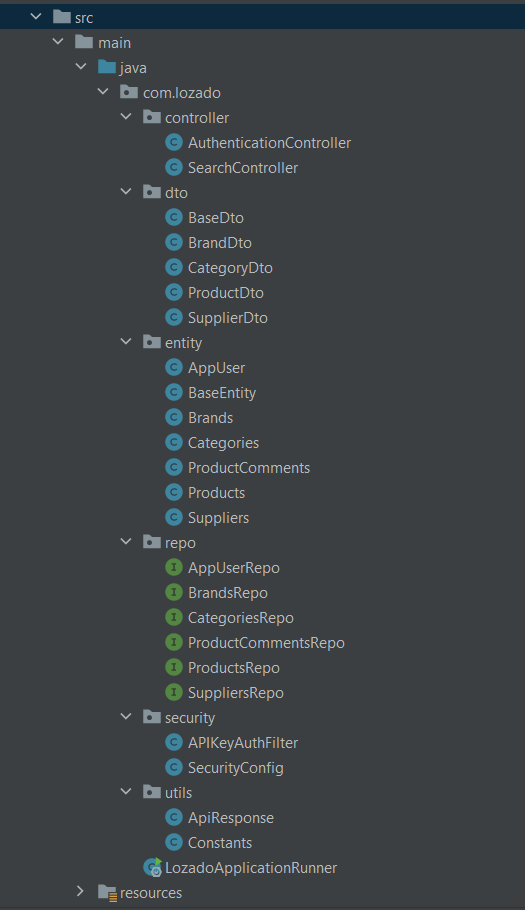 src
main
java
com.lozado
controller
C AuthenticationController
C SearchController
dto
C BaseDto
C BrandDto
C CategoryDto
C ProductDto
C SupplierDto
entity
C AppUser
C BaseEntity
C Brands
C Categories
C ProductComments
C Products
C Suppliers
repo
I AppUserRepo
I BrandsRepo
I CategoriesRepo
I ProductCommentsRepo
I ProductsRepo
I SuppliersRepo
security
C APIKeyAuthFilter
C SecurityConfig
utils
C ApiResponse
C Constants
LozadoApplicationRunner
resources